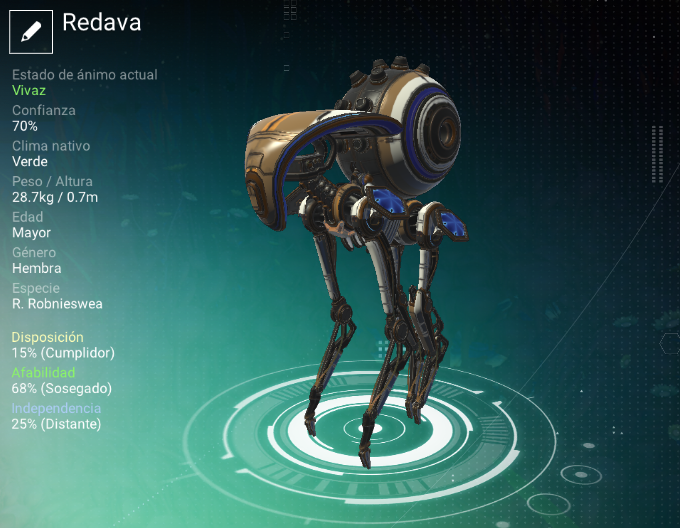 Redava
Estado de ánimo actual
Vivaz
Confianza
70%
Clima nativo
Verde
Peso / Altura
28.7kg / 0.7m
Edad
Mayor
Género
Hembra
Especie
R. Robnieswea
Disposición
15% (Cumplidor)
Afabilidad
68% (Sosegado)
Independencia
25% (Distante)